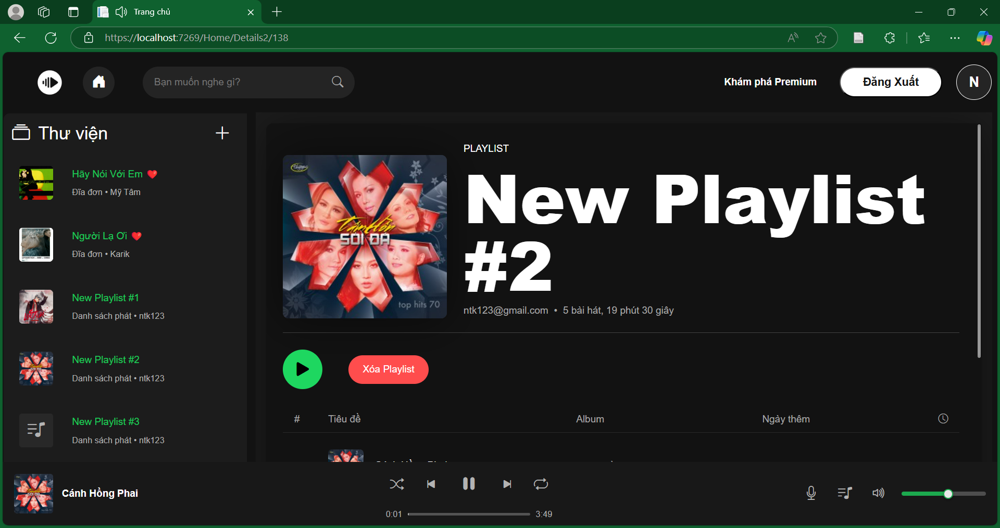 Trang chủ
https://localhost:7269/Home/Details2/138
Bạn muốn nghe gì?
Khám phá Premium
Đăng Xuất
N
Thư viện
Hãy Nói Với Em ❤️
Đĩa đơn • Mỹ Tâm
Người Lạ Ơi ❤️
Đĩa đơn • Karik
New Playlist #1
Danh sách phát • ntk123
New Playlist #2
Danh sách phát • ntk123
New Playlist #3
Danh sách phát • ntk123
Tâm Hồn
SỎI ĐÁ
top hits 70
PLAYLIST
New Playlist
#2
ntk123@gmail.com • 5 bài hát, 19 phút 30 giây
Xóa Playlist
# Tiêu đề Album Ngày thêm
Cánh Hồng Phai
0:01 3:49